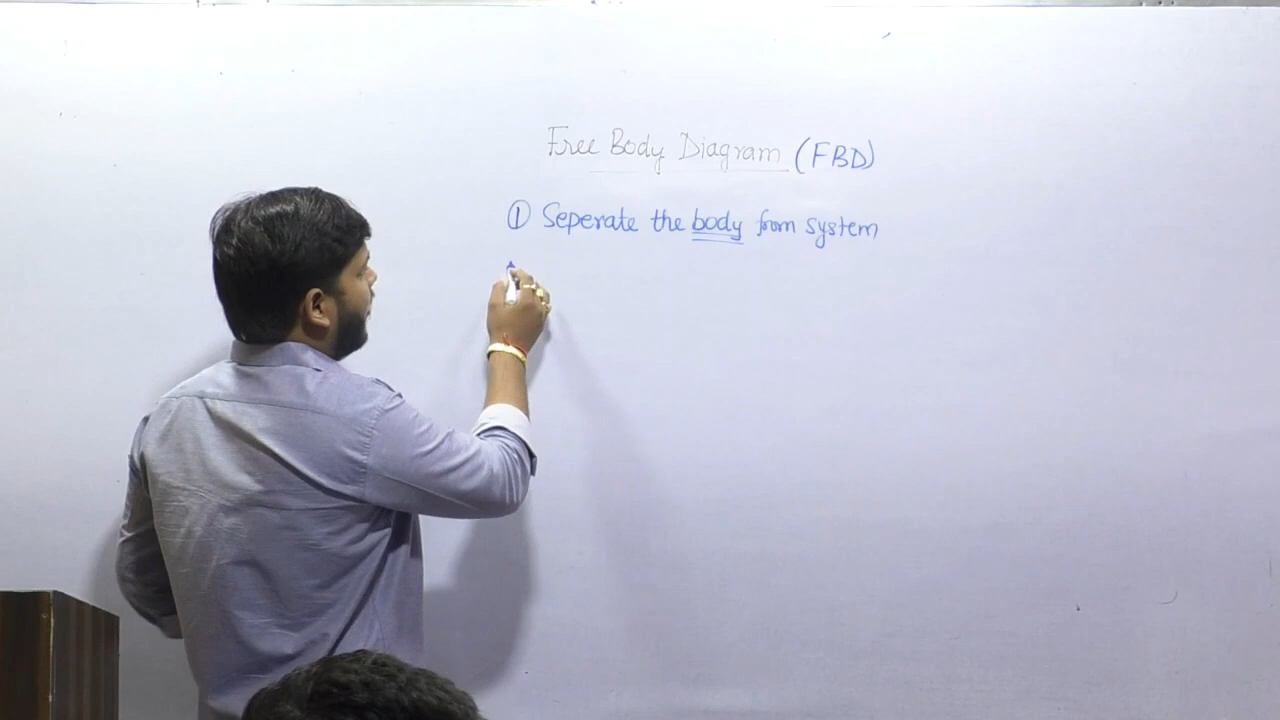 Free Body Diagram (FBD)
① Seperate the body from system